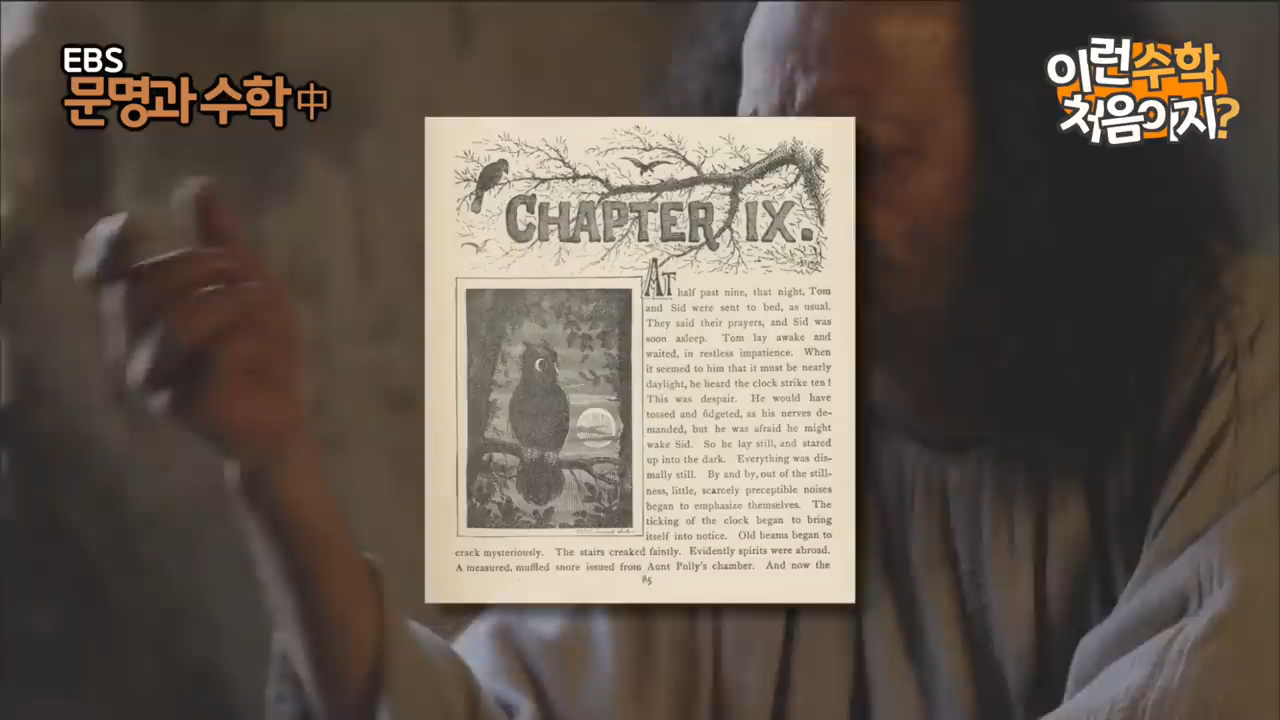 EBS
문명과 수학 中
이런수학
처음이지?
CHAPTER IX.
AT
half past nine, that night, Tom
and Sid were sent to bed, as usual.
They said their prayers, and Sid was
soon asleep. Tom lay awake and
waited, in restless impatience. When
it seemed to him that it must be nearly
daylight, he heard the clock strike ten!
This was despair. He would have
tossed and fidgeted, as his nerves de-
manded, but he was afraid he might
wake Sid. So he lay still, and stared
up into the dark. Everything was dis-
mally still. By and by, out of the still-
ness, little, scarcely preceptible noises
began to emphasize themselves. The
ticking of the clock began to bring
itself into notice. Old beams began to
crack mysteriously. The stairs creaked faintly. Evidently spirits were abroad.
A measured, muffled snore issued from Aunt Polly's chamber. And now the
85